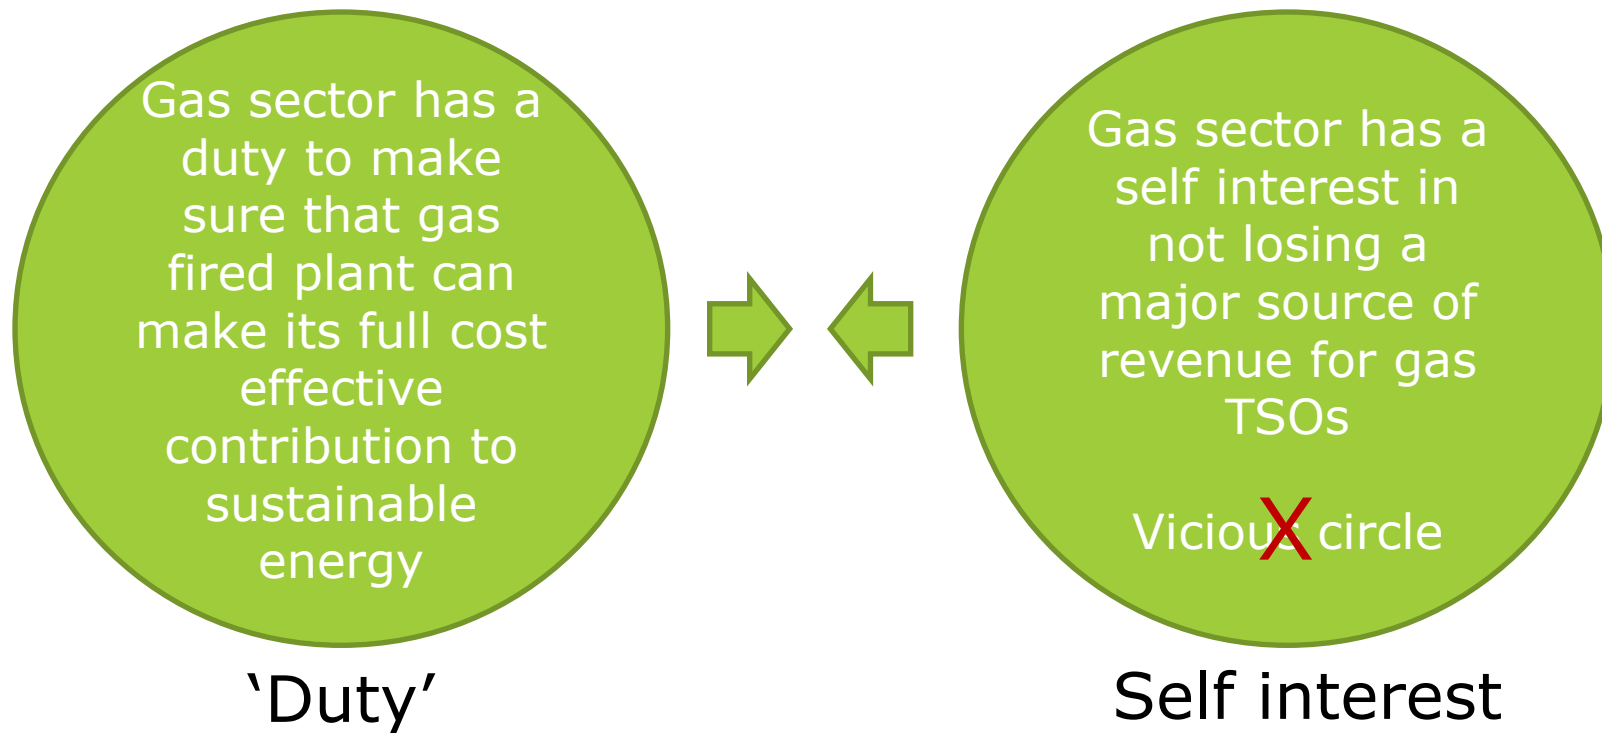 Gas sector has a
duty to make
sure that gas
fired plant can
make its full cost
effective
contribution to
sustainable
energy
‘Duty’
Gas sector has a
self interest in
not losing a
major source of
revenue for gas
TSOs
Vicious circle
X
Self interest